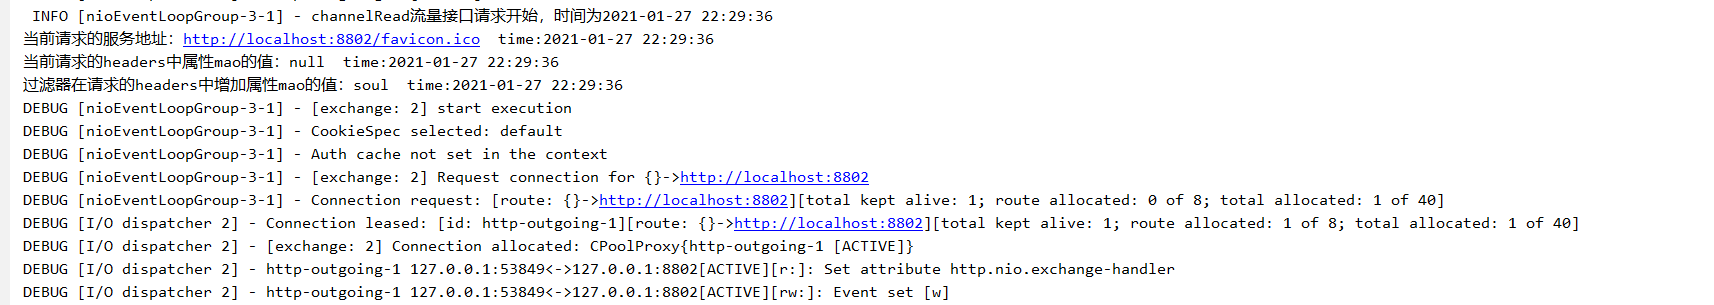 INFO [nioEventLoopGroup-3-1] - channelRead流量接口请求开始，时间为2021-01-27 22:29:36
当前请求的服务地址：http://localhost:8802/favicon.ico  time:2021-01-27 22:29:36
当前请求的headers中属性mao的值：null  time:2021-01-27 22:29:36
过滤器在请求的headers中增加属性mao的值：soul  time:2021-01-27 22:29:36
DEBUG [nioEventLoopGroup-3-1] - [exchange: 2] start execution
DEBUG [nioEventLoopGroup-3-1] - CookieSpec selected: default
DEBUG [nioEventLoopGroup-3-1] - Auth cache not set in the context
DEBUG [nioEventLoopGroup-3-1] - [exchange: 2] Request connection for {}->http://localhost:8802
DEBUG [nioEventLoopGroup-3-1] - Connection request: [route: {}->http://localhost:8802][total kept alive: 1; route allocated: 0 of 8; total allocated: 1 of 40]
DEBUG [I/O dispatcher 2] - Connection leased: [id: http-outgoing-1][route: {}->http://localhost:8802][total kept alive: 1; route allocated: 1 of 8; total allocated: 1 of 40]
DEBUG [I/O dispatcher 2] - [exchange: 2] Connection allocated: CPoolProxy{http-outgoing-1 [ACTIVE]}
DEBUG [I/O dispatcher 2] - http-outgoing-1 127.0.0.1:53849<->127.0.0.1:8802[ACTIVE][r:]: Set attribute http.nio.exchange-handler
DEBUG [I/O dispatcher 2] - http-outgoing-1 127.0.0.1:53849<->127.0.0.1:8802[ACTIVE][rw:]: Event set [w]